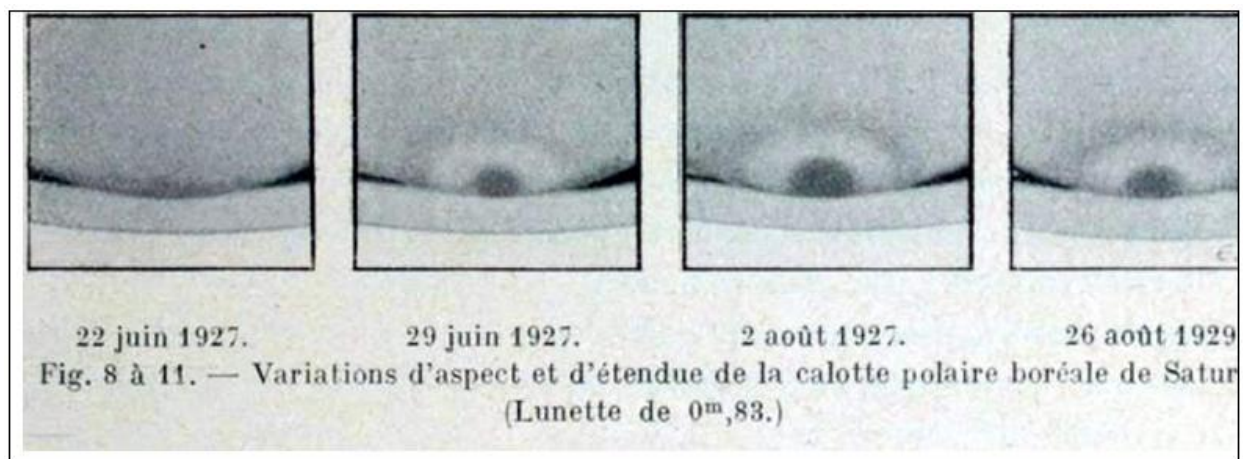 22 juin 1927. 29 juin 1927. 2 août 1927. 26 août 1929
Fig. 8 à 11. — Variations d'aspect et d'étendue de la calotte polaire boréale de Satur
(Lunette de 0ᵐ,83.)